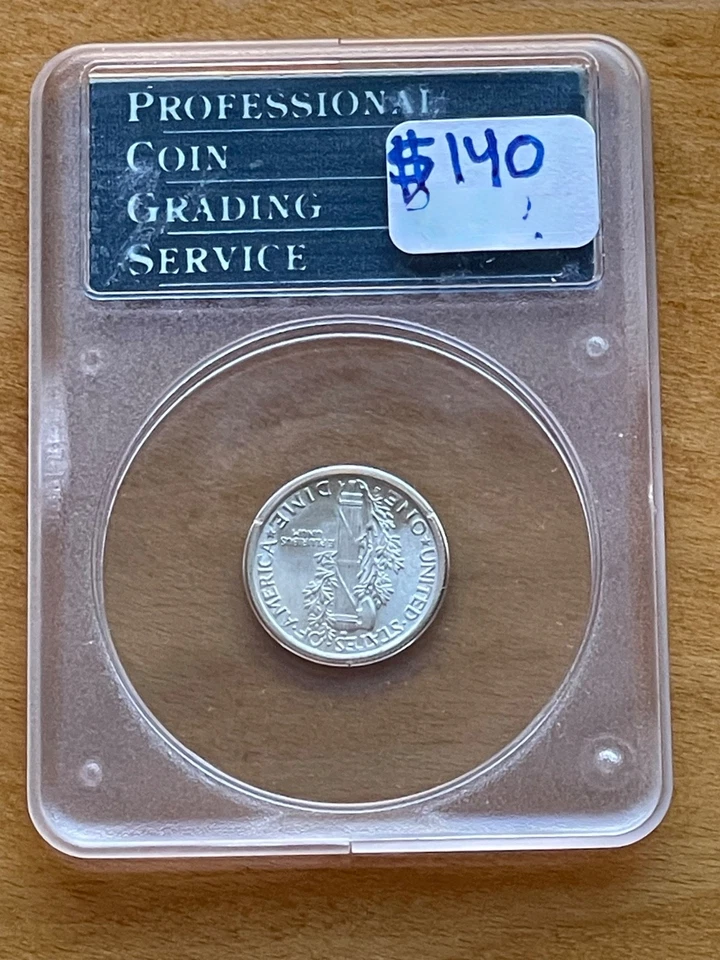 PROFESSIONAL
COIN
GRADING
SERVICE
$140
UNITED·STATES·OF·AMERICA
ONE DIME
E PLURIBUS
UNUM